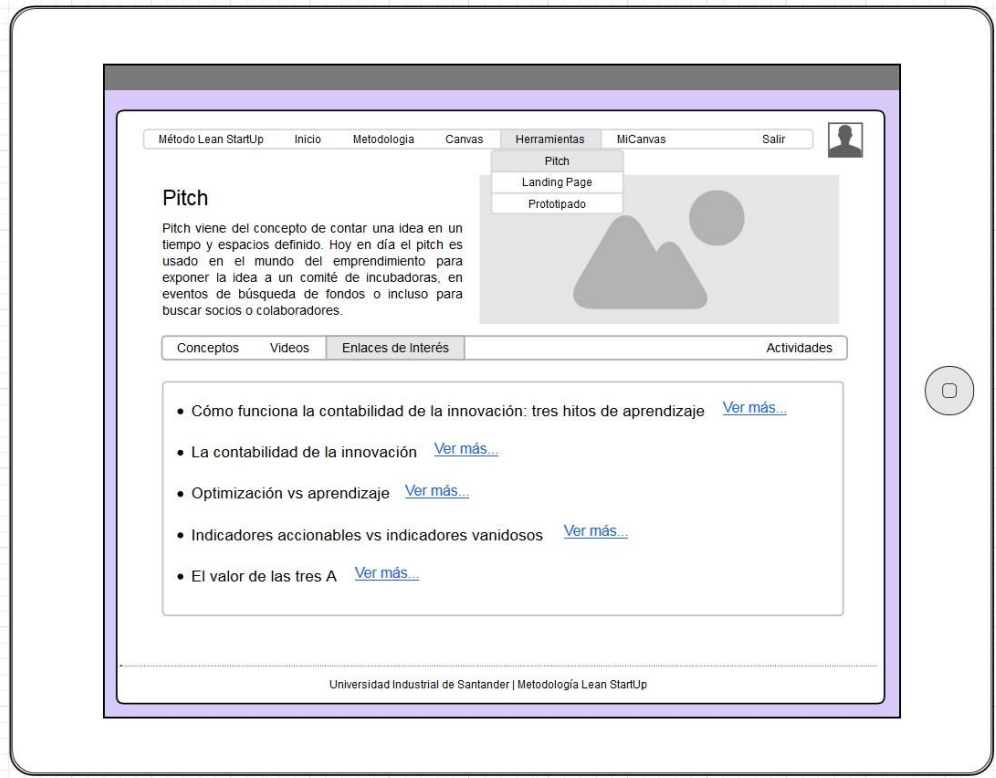 Método Lean StartUp Inicio Metodologia Canvas Herramientas MiCanvas Salir
Pitch
Landing Page
Prototipado
Pitch
Pitch viene del concepto de contar una idea en un
tiempo y espacios definido. Hoy en día el pitch es
usado en el mundo del emprendimiento para
exponer la idea a un comité de incubadoras, en
eventos de búsqueda de fondos o incluso para
buscar socios o colaboradores.
Conceptos Videos Enlaces de Interés Actividades
• Cómo funciona la contabilidad de la innovación: tres hitos de aprendizaje Ver más...
• La contabilidad de la innovación Ver más...
• Optimización vs aprendizaje Ver más...
• Indicadores accionables vs indicadores vanidosos Ver más...
• El valor de las tres A Ver más...
Universidad Industrial de Santander | Metodología Lean StartUp